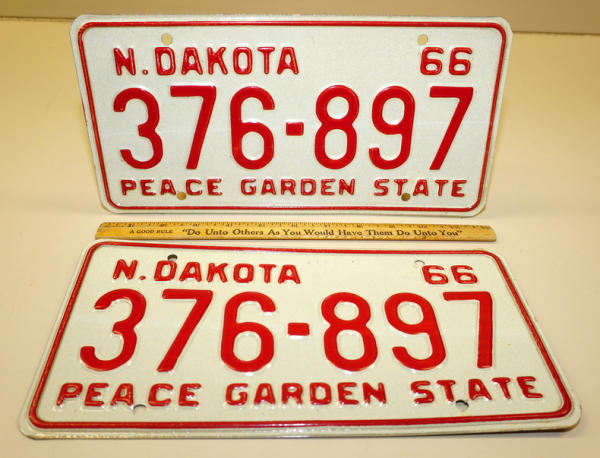 N. DAKOTA 66
376-897
PEACE GARDEN STATE
A GOOD RULE "Do Unto Others As You Would Have Them Do Unto You"
N. DAKOTA 66
376-897
PEACE GARDEN STATE